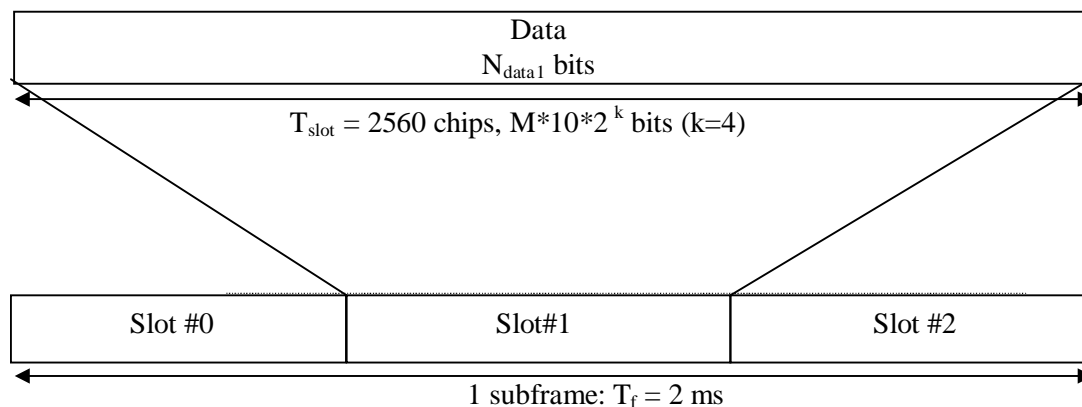 Data
N_data1 bits
T_slot = 2560 chips, M*10*2^k bits (k=4)
Slot #0 Slot#1 Slot #2
1 subframe: T_f = 2 ms